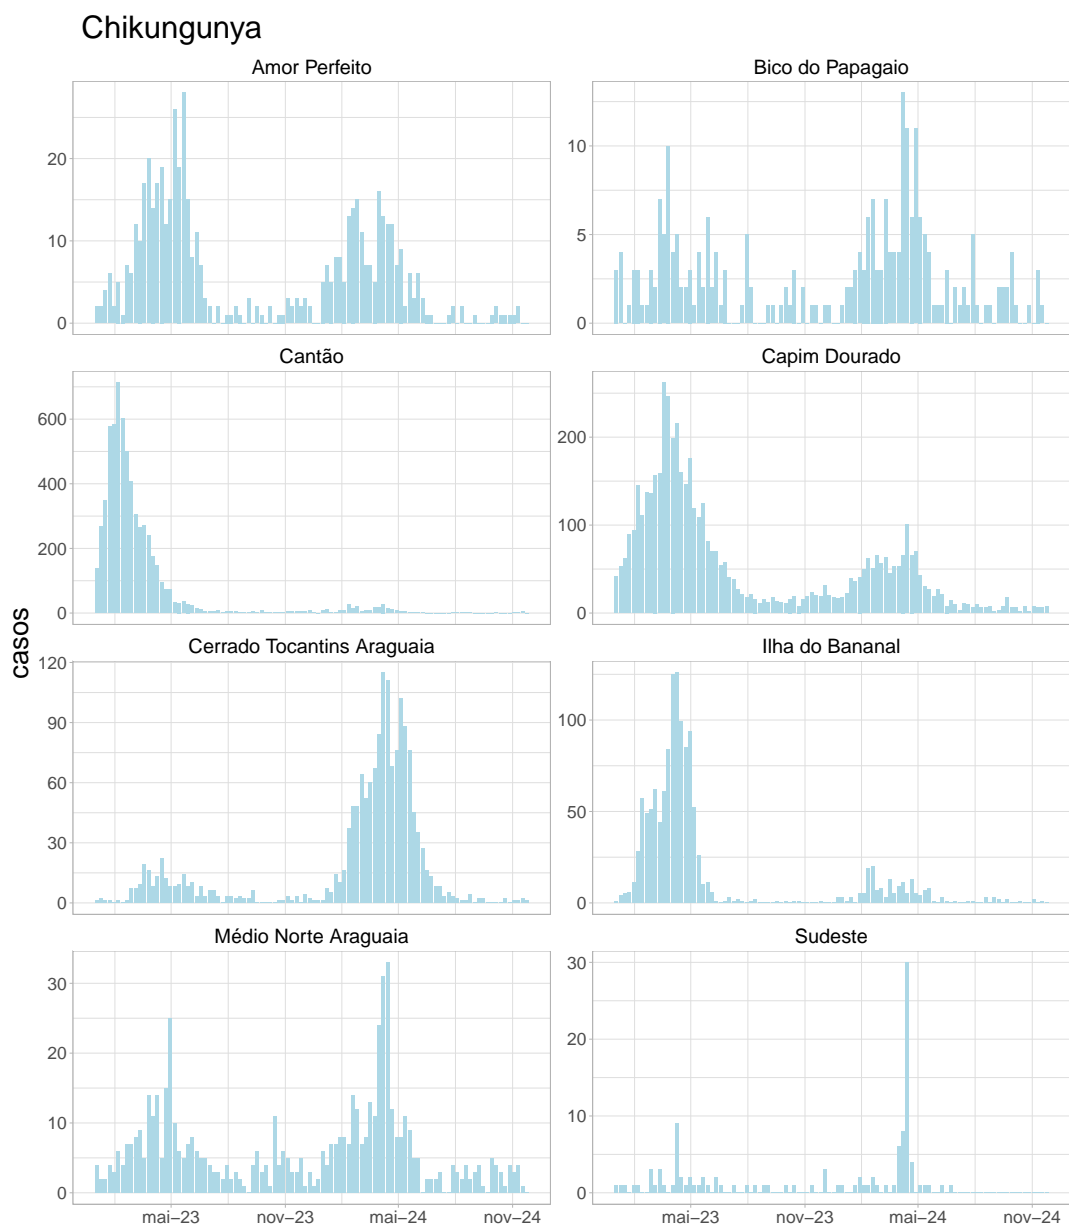 Chikungunya
Amor Perfeito
Bico do Papagaio
20
10
0
10
5
0
Cantão
Capim Dourado
600
400
200
0
200
100
0
casos
Cerrado Tocantins Araguaia
Ilha do Bananal
120
90
60
30
0
100
50
0
Médio Norte Araguaia
Sudeste
30
20
10
0
30
20
10
0
mai–23 nov–23 mai–24 nov–24
mai–23 nov–23 mai–24 nov–24